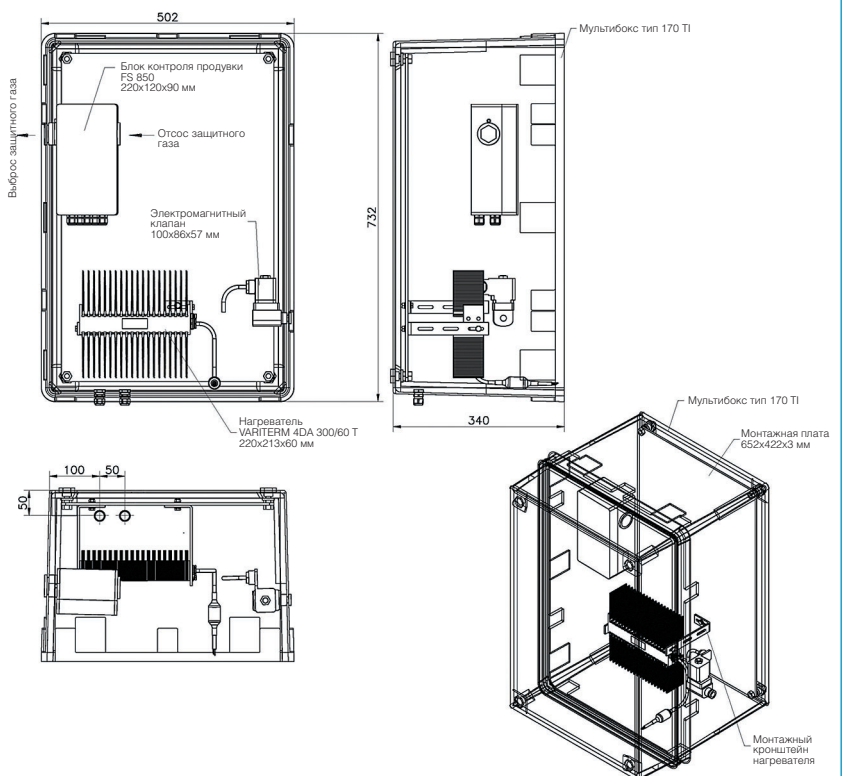 502
Мультибокс тип 170 TI
Блок контроля продувки
FS 850
220x120x90 мм
Выброс защитного газа
Отсос защитного
газа
Электромагнитный
клапан
100x86x57 мм
732
Нагреватель
VARITERM 4DA 300/60 T
220x213x60 мм
340
Мультибокс тип 170 TI
Монтажная плата
652x422x3 мм
100
50
50
Монтажный
кронштейн
нагревателя